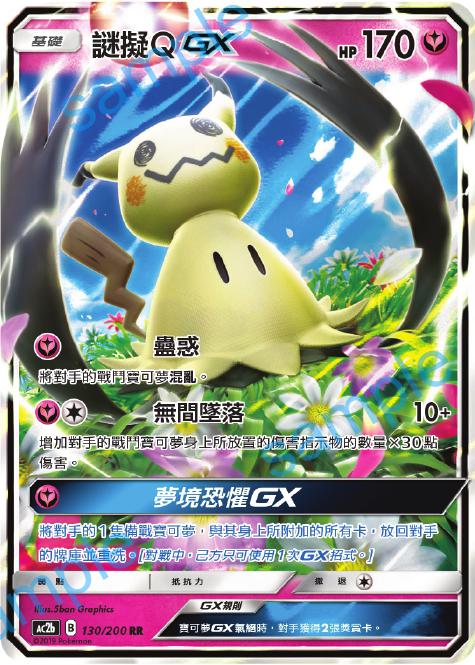 基礎 謎擬Q GX HP 170
蠱惑
將對手的戰鬥寶可夢混亂。
無間墜落 10+
增加對手的戰鬥寶可夢身上所放置的傷害指示物的數量×30點
傷害。
夢境恐懼GX
將對手的1隻備戰寶可夢，與其身上所附加的所有卡，放回對手
的牌庫並重洗。[對戰中，己方只可使用1次GX招式。]
弱點 抵抗力 撤退
Illus.5ban Graphics
GX規則
AC2b B 130/200 RR
寶可夢GX氣絕時，對手獲得2張獎賞卡。
©2019 Pokémon
Sample
Sample
Sample